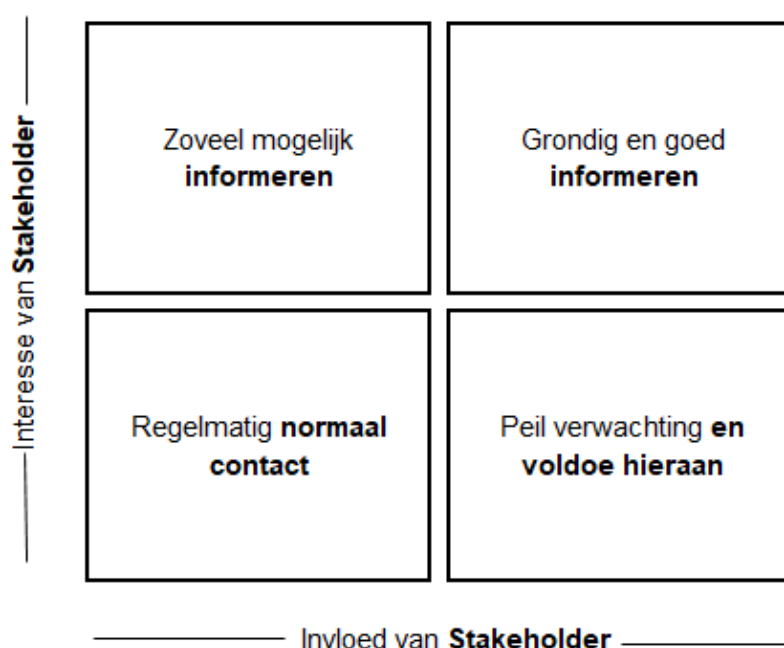 Interesse van Stakeholder
Zoveel mogelijk
informeren
Grondig en goed
informeren
Regelmatig normaal
contact
Peil verwachting en
voldoe hieraan
Invloed van Stakeholder